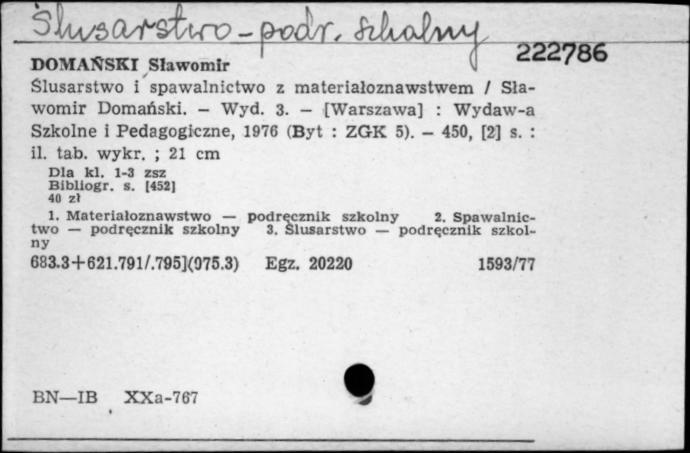 Ślusarstwo - podr. szkolny
222786
DOMAŃSKI Sławomir
Ślusarstwo i spawalnictwo z materiałoznawstwem / Sła-
womir Domański. — Wyd. 3. — [Warszawa] : Wydaw-a
Szkolne i Pedagogiczne, 1976 (Byt : ZGK 5). — 450, [2] s. :
il. tab. wykr. ; 21 cm
Dla kl. 1-3 zsz
Bibliogr. s. [452]
40 zł
1. Materiałoznawstwo — podręcznik szkolny 2. Spawalnic-
two — podręcznik szkolny 3. Ślusarstwo — podręcznik szkol-
ny
683.3+621.791/.795](075.3) Egz. 20220 1593/77
BN—IB XXa-767